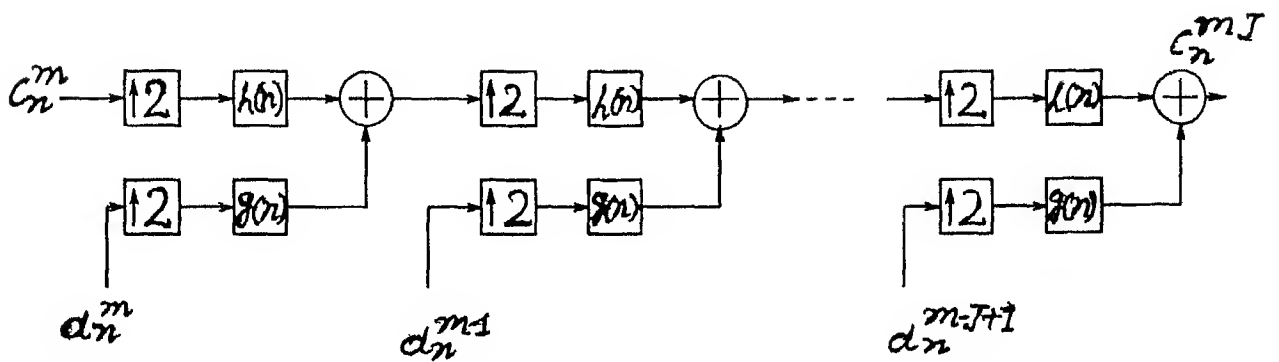 c_n^{m-J}
c_n^m ↑2 h(n) + ↑2 h(n) + ---- ↑2 h(n) +
↑2 g(n) ↑2 g(n) ↑2 g(n)
d_n^m d_n^{m-1} d_n^{m-J+1}